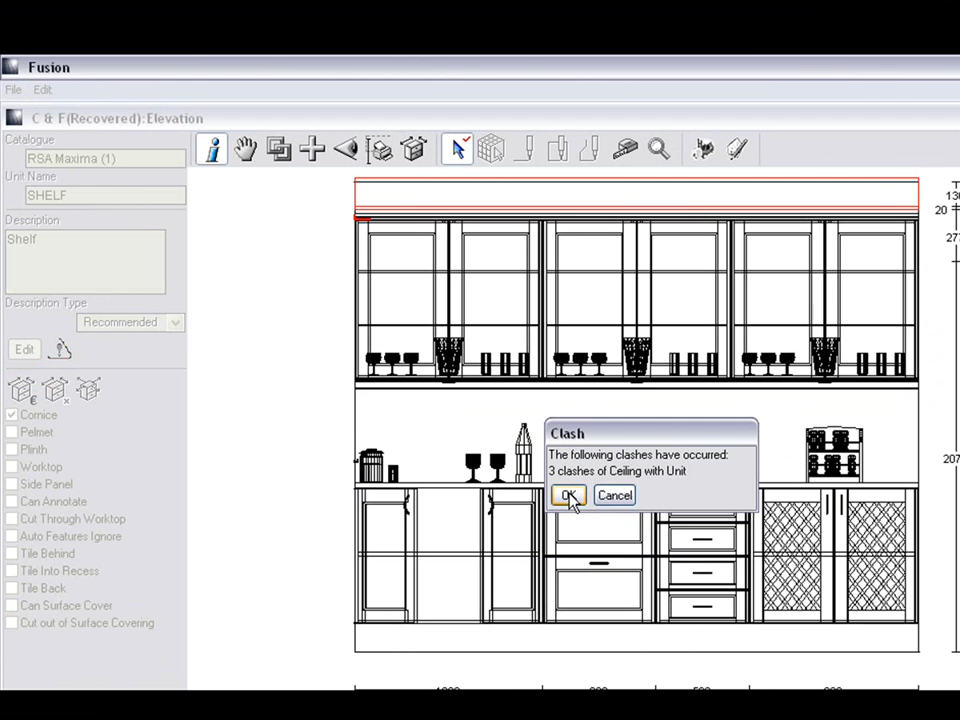 Fusion
File Edit
C & F(Recovered):Elevation
Catalogue
RSA Maxima (1)
Unit Name
SHELF
Description
Shelf
Description Type
Recommended
Edit
Cornice
Pelmet
Plinth
Worktop
Side Panel
Can Annotate
Cut Through Worktop
Auto Features Ignore
Tile Behind
Tile Into Recess
Tile Back
Can Surface Cover
Cut out of Surface Covering
Clash
The following clashes have occurred:
3 clashes of Ceiling with Unit
OK Cancel
20